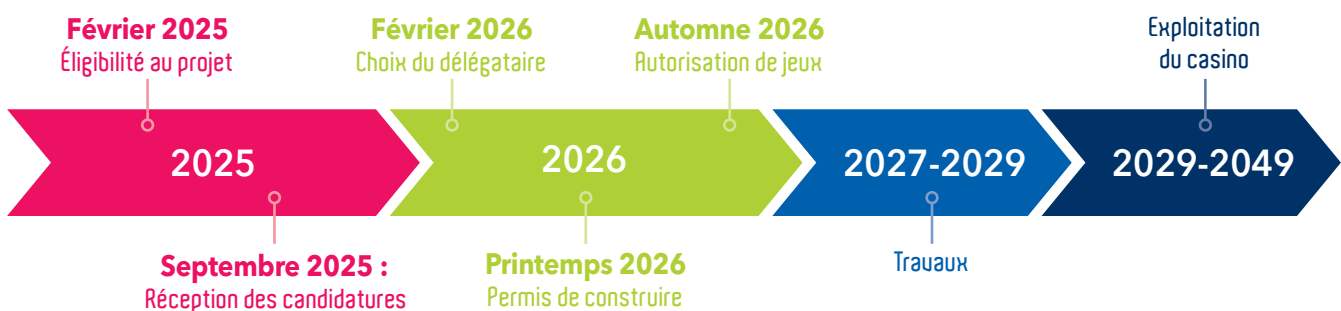 Février 2025
Éligibilité au projet
Février 2026
Choix du délégataire
Automne 2026
Autorisation de jeux
Exploitation
du casino
2025
2026
2027-2029
2029-2049
Septembre 2025 :
Réception des candidatures
Printemps 2026
Permis de construire
Travaux